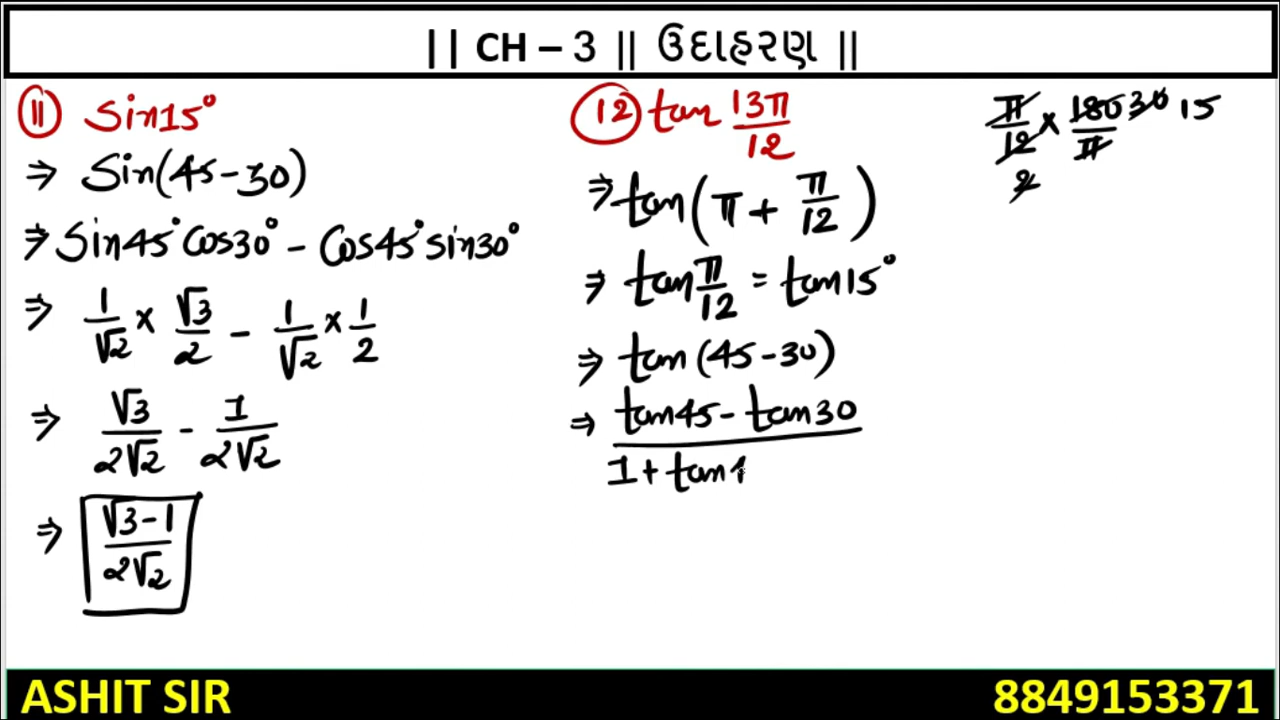 || CH – 3 || ઉદાહરણ ||
⑪ Sin15°
⇒ Sin(45-30)
⇒ Sin45° Cos30° - Cos45° sin30°
⇒ 1/√2 × √3/2 - 1/√2 × 1/2
⇒ √3/2√2 - 1/2√2
⇒ √3-1/2√2
⑫ tan 13π/12
⇒ tan(π + π/12)
⇒ tan π/12 = tan15°
⇒ tan(45-30)
⇒ tan45 - tan30
1 + tan4
π/12 × 180/π 30 15
2
ASHIT SIR
8849153371